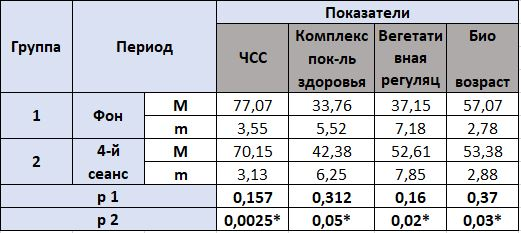 Группа Период Показатели
ЧСС Комплекс пок-ль здоровья Вегетати вная регуляц Био возраст
1 Фон M 77,07 33,76 37,15 57,07
m 3,55 5,52 7,18 2,78
2 4-й сеанс M 70,15 42,38 52,61 53,38
m 3,13 6,25 7,85 2,88
p 1 0,157 0,312 0,16 0,37
p 2 0,0025* 0,05* 0,02* 0,03*